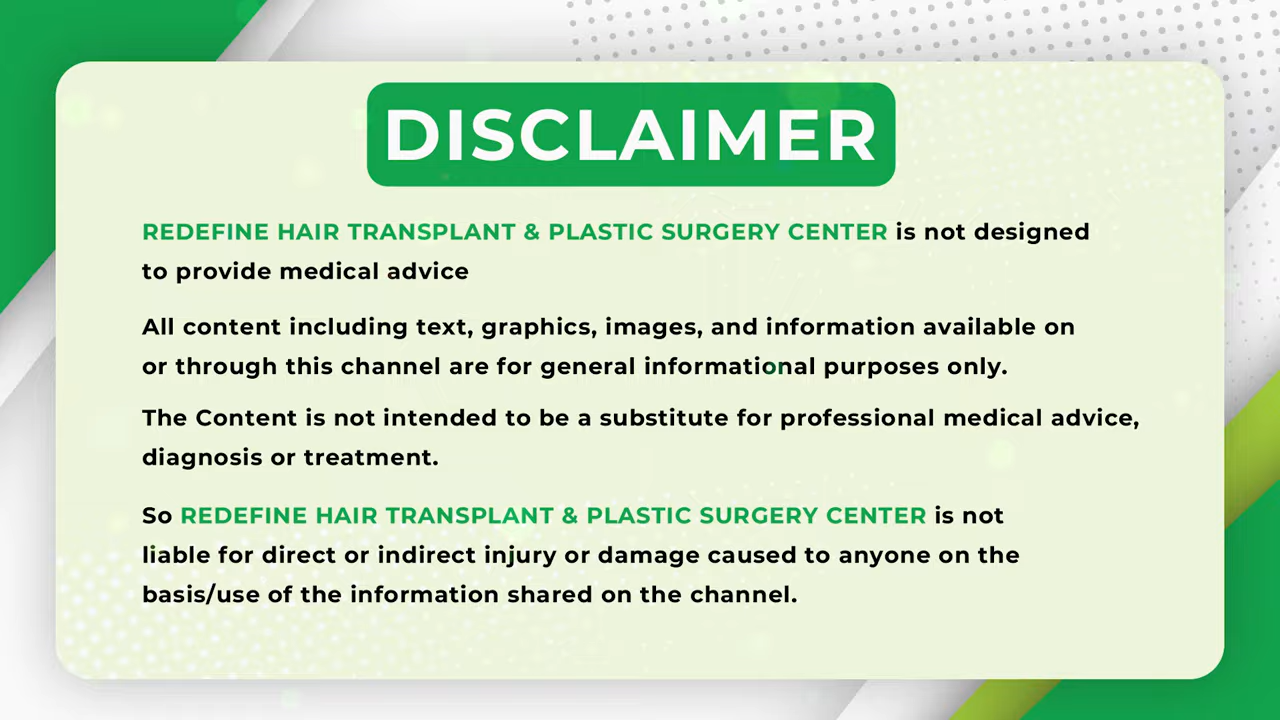 DISCLAIMER
REDEFINE HAIR TRANSPLANT & PLASTIC SURGERY CENTER is not designed
to provide medical advice
All content including text, graphics, images, and information available on
or through this channel are for general informational purposes only.
The Content is not intended to be a substitute for professional medical advice,
diagnosis or treatment.
So REDEFINE HAIR TRANSPLANT & PLASTIC SURGERY CENTER is not
liable for direct or indirect injury or damage caused to anyone on the
basis/use of the information shared on the channel.